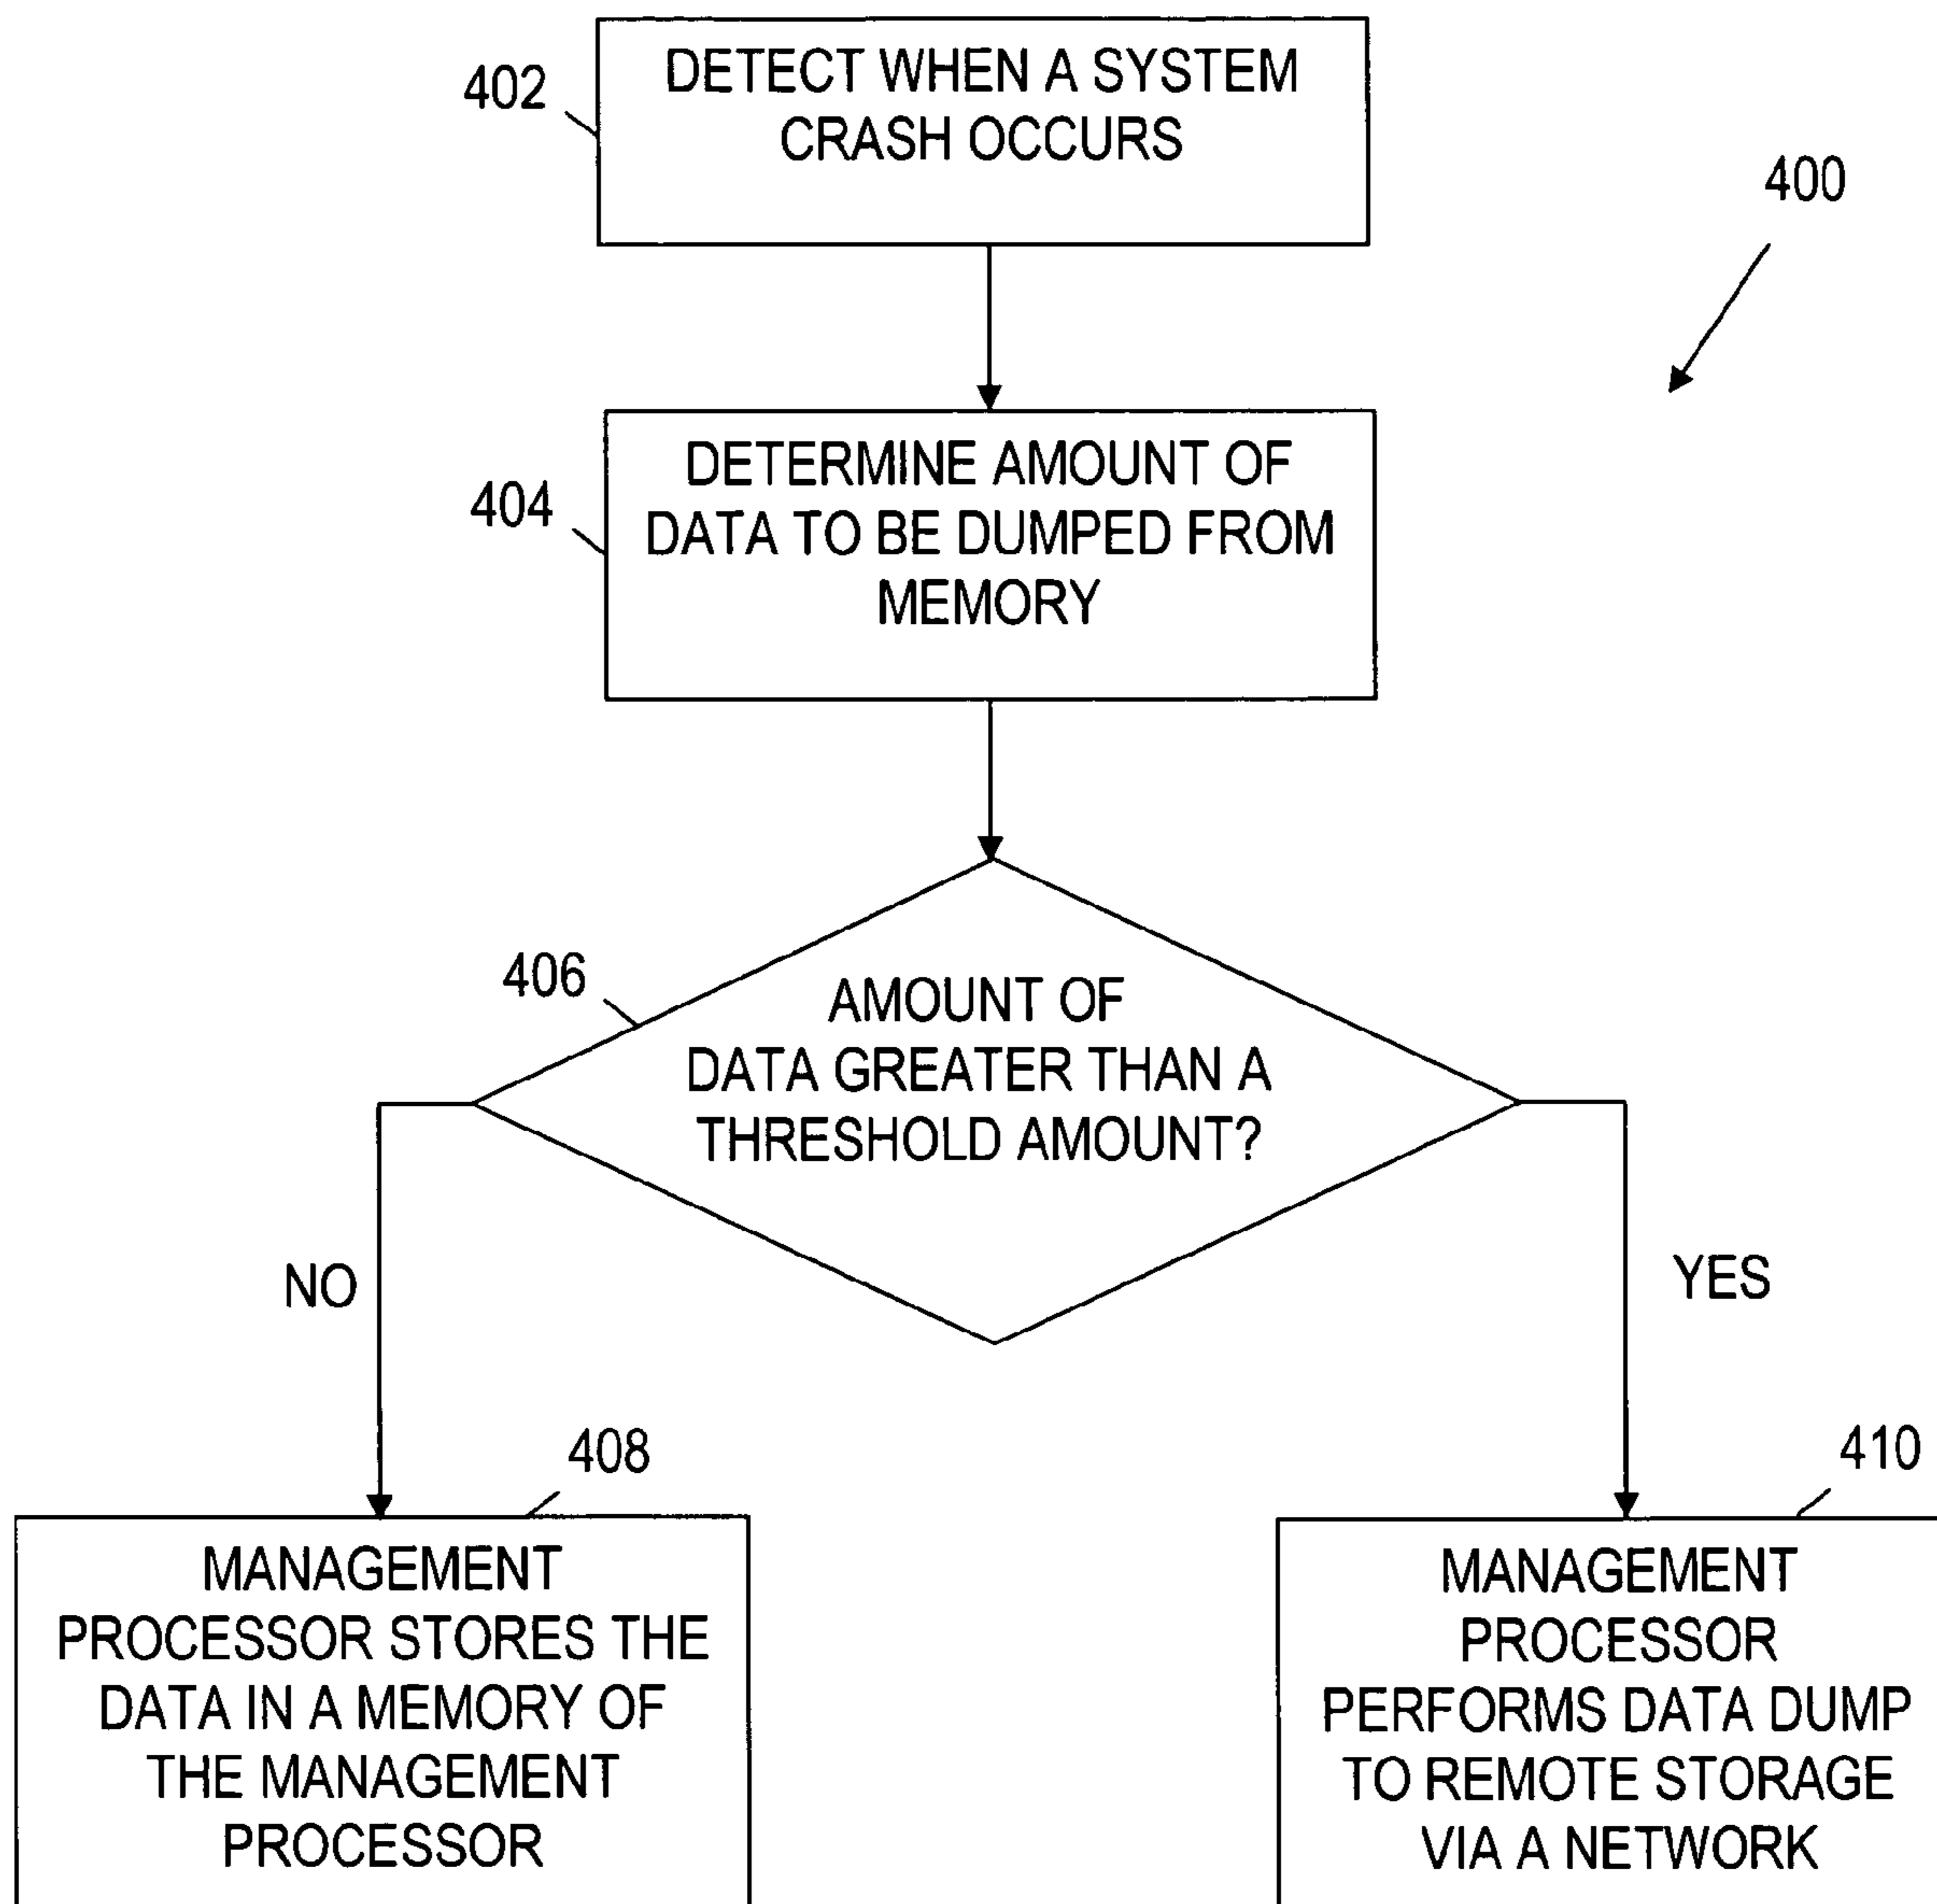 402
DETECT WHEN A SYSTEM
CRASH OCCURS
400
404
DETERMINE AMOUNT OF
DATA TO BE DUMPED FROM
MEMORY
406
AMOUNT OF
DATA GREATER THAN A
THRESHOLD AMOUNT?
NO
YES
408
MANAGEMENT
PROCESSOR STORES THE
DATA IN A MEMORY OF
THE MANAGEMENT
PROCESSOR
410
MANAGEMENT
PROCESSOR
PERFORMS DATA DUMP
TO REMOTE STORAGE
VIA A NETWORK